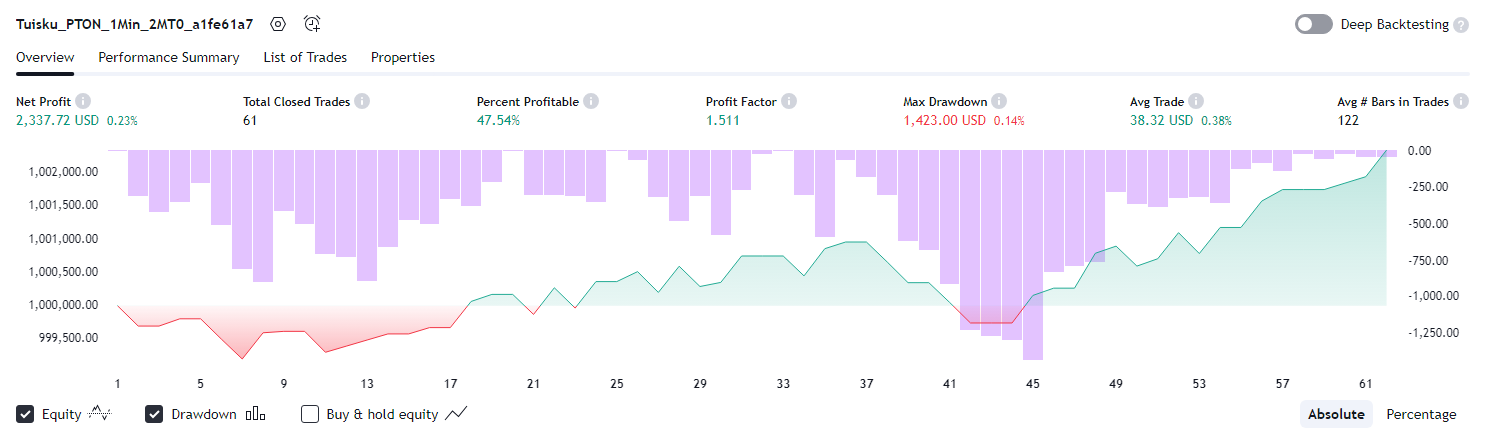 Tuisku_PTON_1Min_2MT0_a1fe61a7 Deep Backtesting ?
Overview Performance Summary List of Trades Properties
Net Profit i Total Closed Trades i Percent Profitable i Profit Factor i Max Drawdown i Avg Trade i Avg # Bars in Trades i
2,337.72 USD 0.23% 61 47.54% 1.511 1,423.00 USD 0.14% 38.32 USD 0.38% 122
0.00
1,002,000.00
-250.00
1,001,500.00
-500.00
1,001,000.00
-750.00
1,000,500.00
-1,000.00
1,000,000.00
-1,250.00
999,500.00
1 5 9 13 17 21 25 29 33 37 41 45 49 53 57 61
Equity Drawdown Buy & hold equity Absolute Percentage